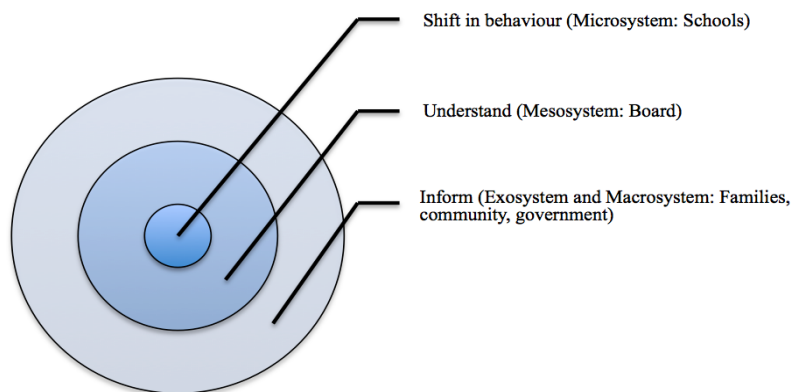 Shift in behaviour (Microsystem: Schools)
Understand (Mesosystem: Board)
Inform (Exosystem and Macrosystem: Families,
community, government)